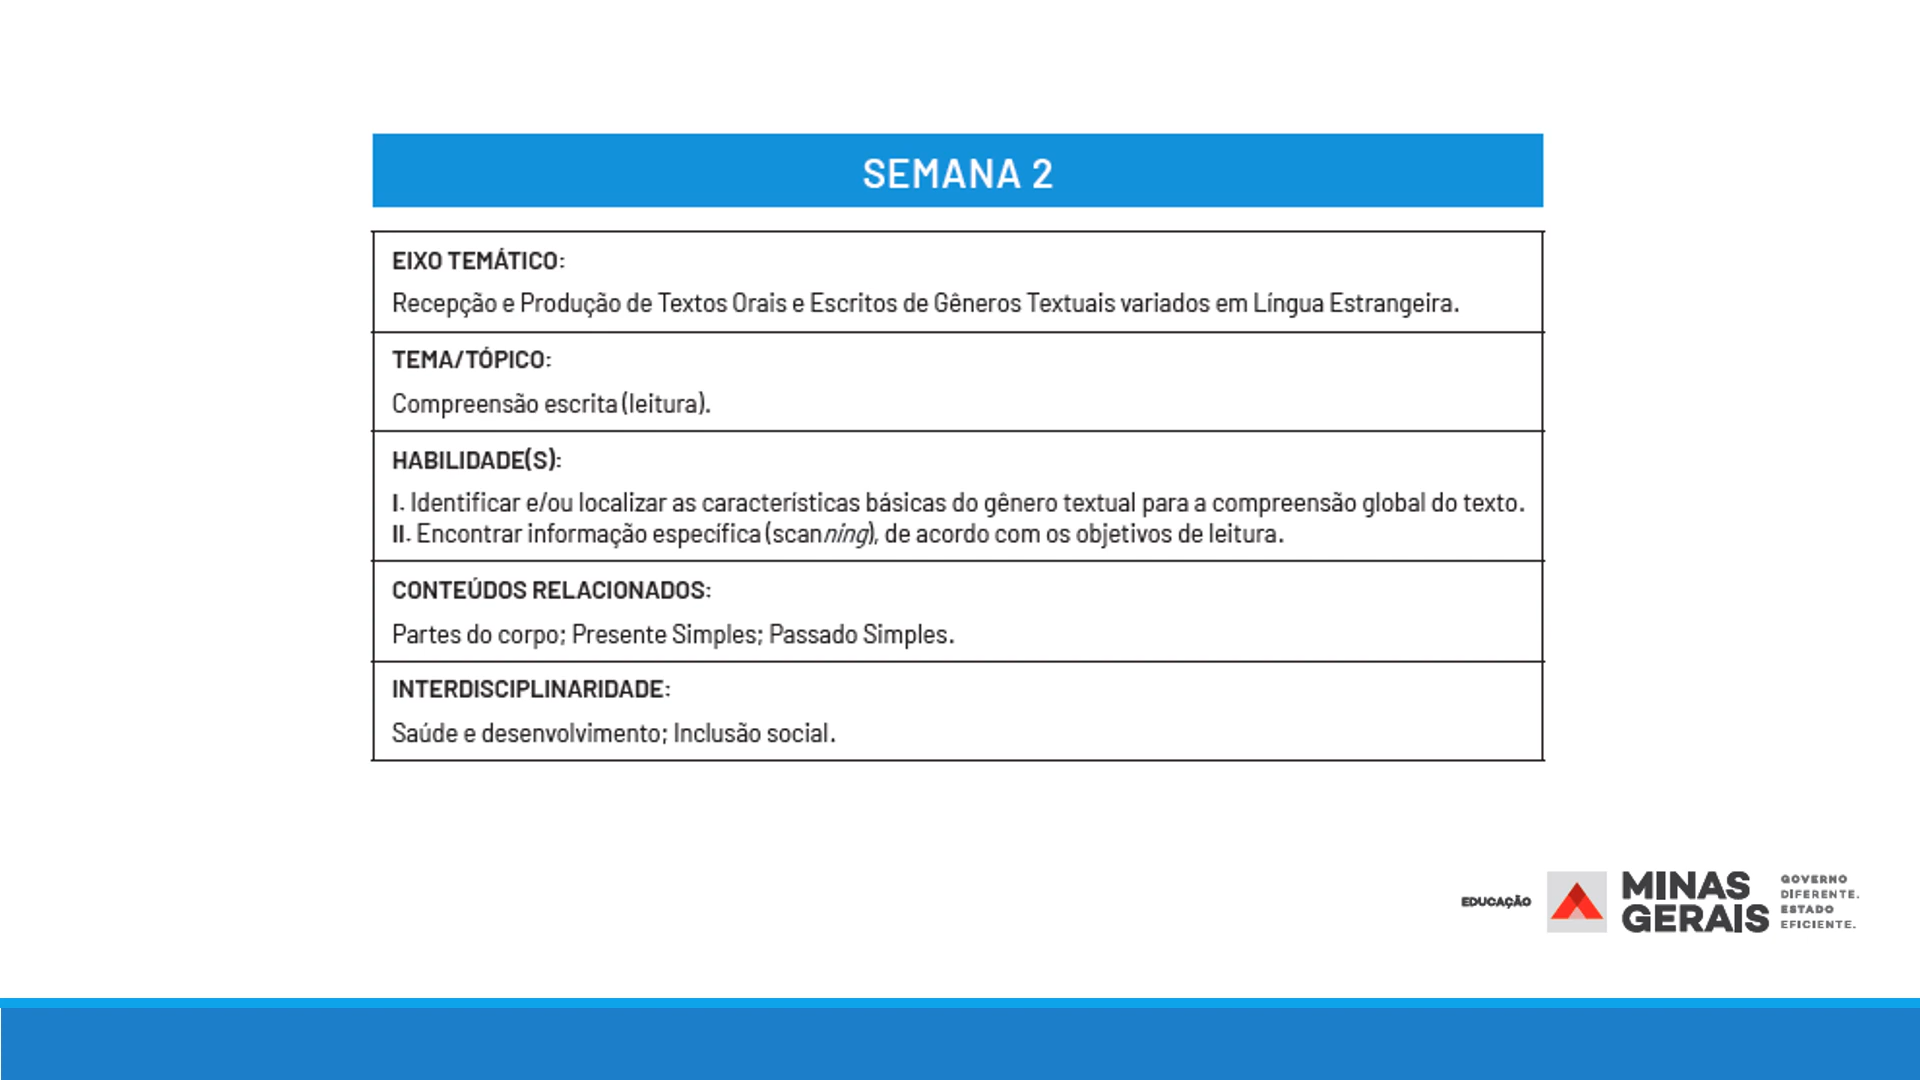 SEMANA 2
EIXO TEMÁTICO:
Recepção e Produção de Textos Orais e Escritos de Gêneros Textuais variados em Língua Estrangeira.
TEMA/TÓPICO:
Compreensão escrita (leitura).
HABILIDADE(S):
I. Identificar e/ou localizar as características básicas do gênero textual para a compreensão global do texto.
II. Encontrar informação específica (scanning), de acordo com os objetivos de leitura.
CONTEÚDOS RELACIONADOS:
Partes do corpo; Presente Simples; Passado Simples.
INTERDISCIPLINARIDADE:
Saúde e desenvolvimento; Inclusão social.
EDUCAÇÃO
MINAS
GERAIS
GOVERNO
DIFERENTE.
ESTADO
EFICIENTE.